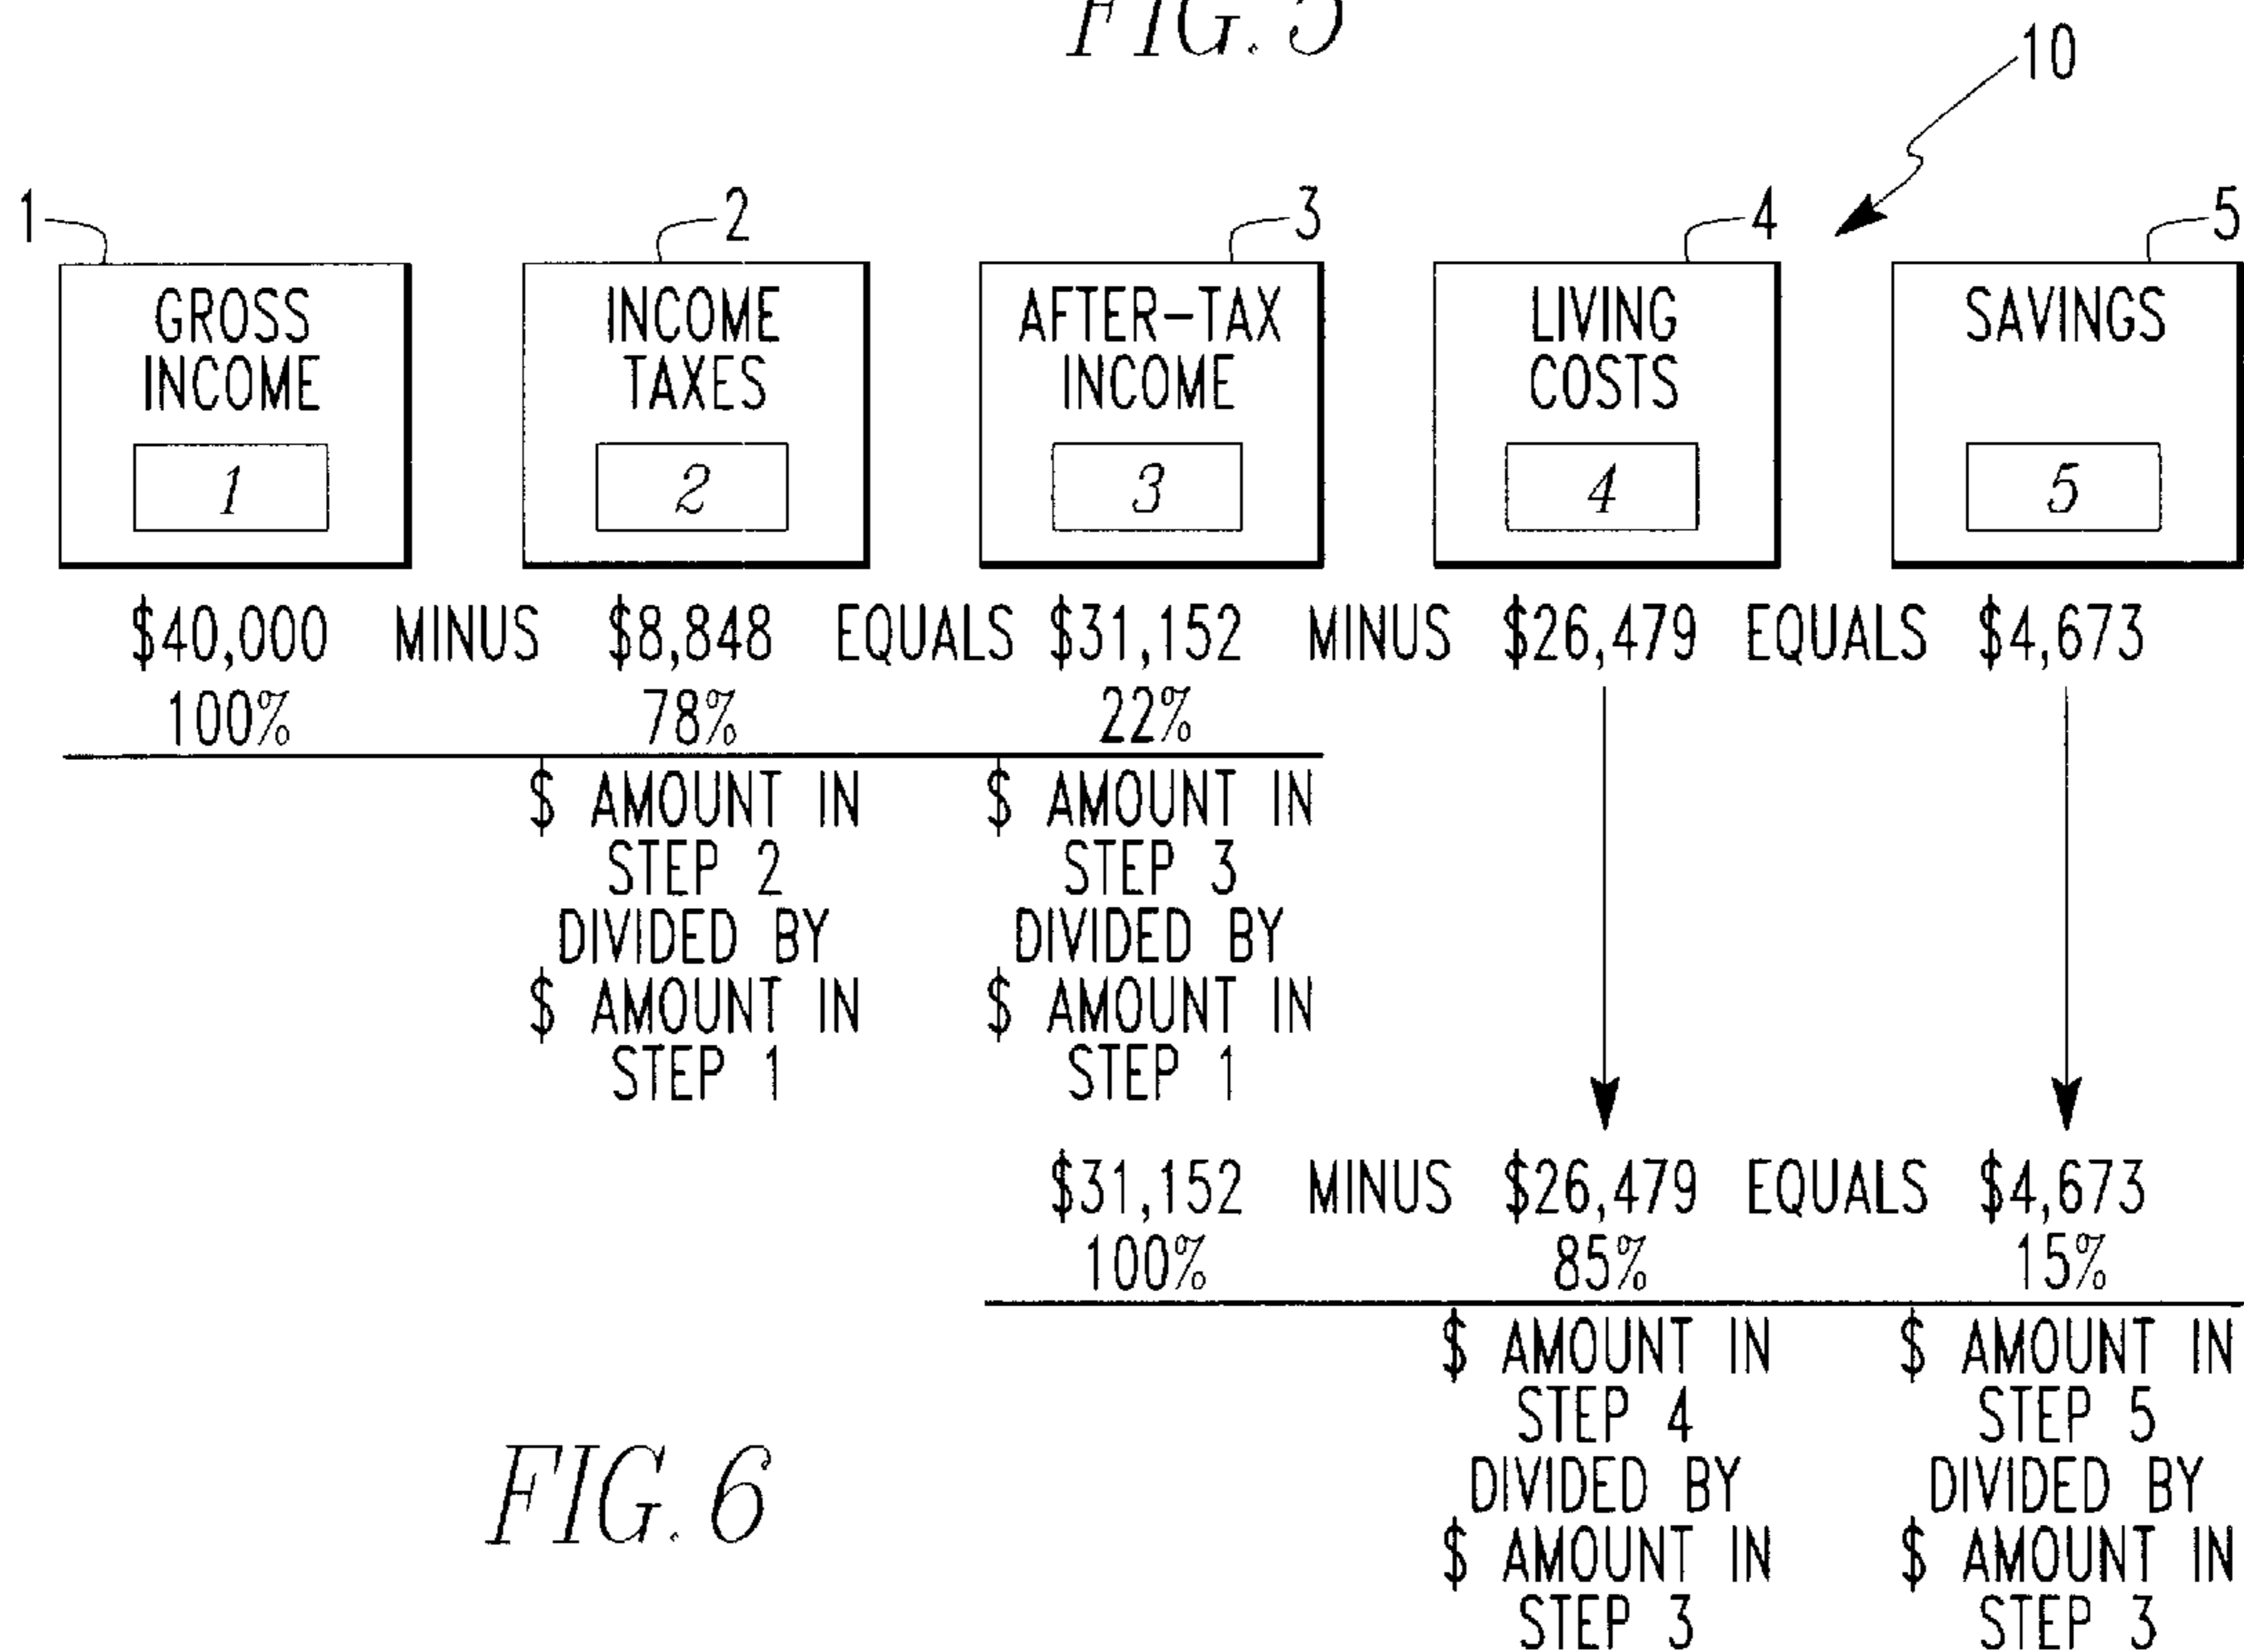 FIG. 5
10
1 2 3 4 5
GROSS INCOME 1
INCOME TAXES 2
AFTER-TAX INCOME 3
LIVING COSTS 4
SAVINGS 5
$40,000 MINUS $8,848 EQUALS $31,152 MINUS $26,479 EQUALS $4,673
100% 78% 22%
$ AMOUNT IN
STEP 2
DIVIDED BY
$ AMOUNT IN
STEP 1
$ AMOUNT IN
STEP 3
DIVIDED BY
$ AMOUNT IN
STEP 1
$31,152 MINUS $26,479 EQUALS $4,673
100% 85% 15%
$ AMOUNT IN
STEP 4
DIVIDED BY
$ AMOUNT IN
STEP 3
$ AMOUNT IN
STEP 5
DIVIDED BY
$ AMOUNT IN
STEP 3
FIG. 6